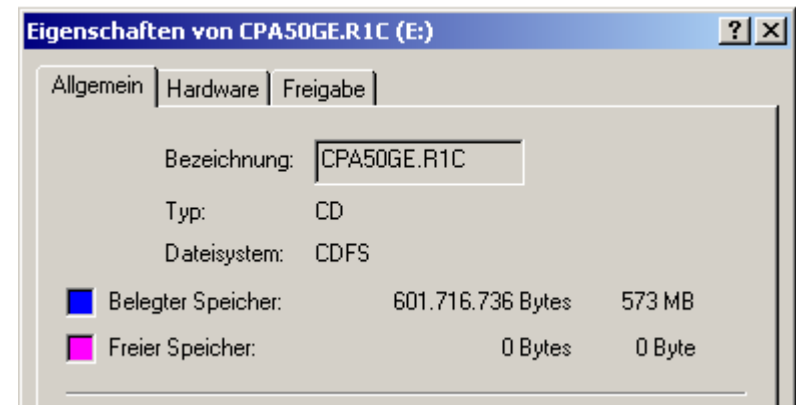 Eigenschaften von CPA50GE.R1C (E:)
Allgemein Hardware Freigabe
Bezeichnung: CPA50GE.R1C
Typ: CD
Dateisystem: CDFS
Belegter Speicher: 601.716.736 Bytes 573 MB
Freier Speicher: 0 Bytes 0 Byte